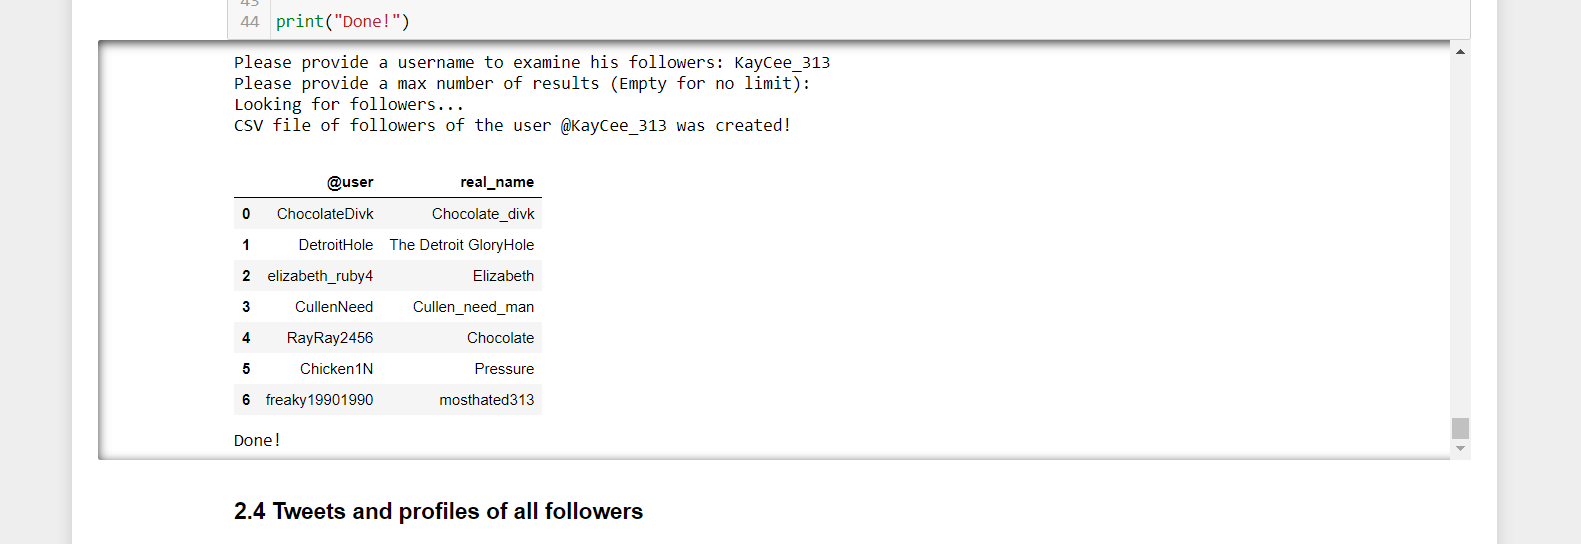 43
44 print("Done!")
Please provide a username to examine his followers: KayCee_313
Please provide a max number of results (Empty for no limit):
Looking for followers...
CSV file of followers of the user @KayCee_313 was created!
@user real_name
0 ChocolateDivk Chocolate_divk
1 DetroitHole The Detroit GloryHole
2 elizabeth_ruby4 Elizabeth
3 CullenNeed Cullen_need_man
4 RayRay2456 Chocolate
5 Chicken1N Pressure
6 freaky19901990 mosthated313
Done!
2.4 Tweets and profiles of all followers